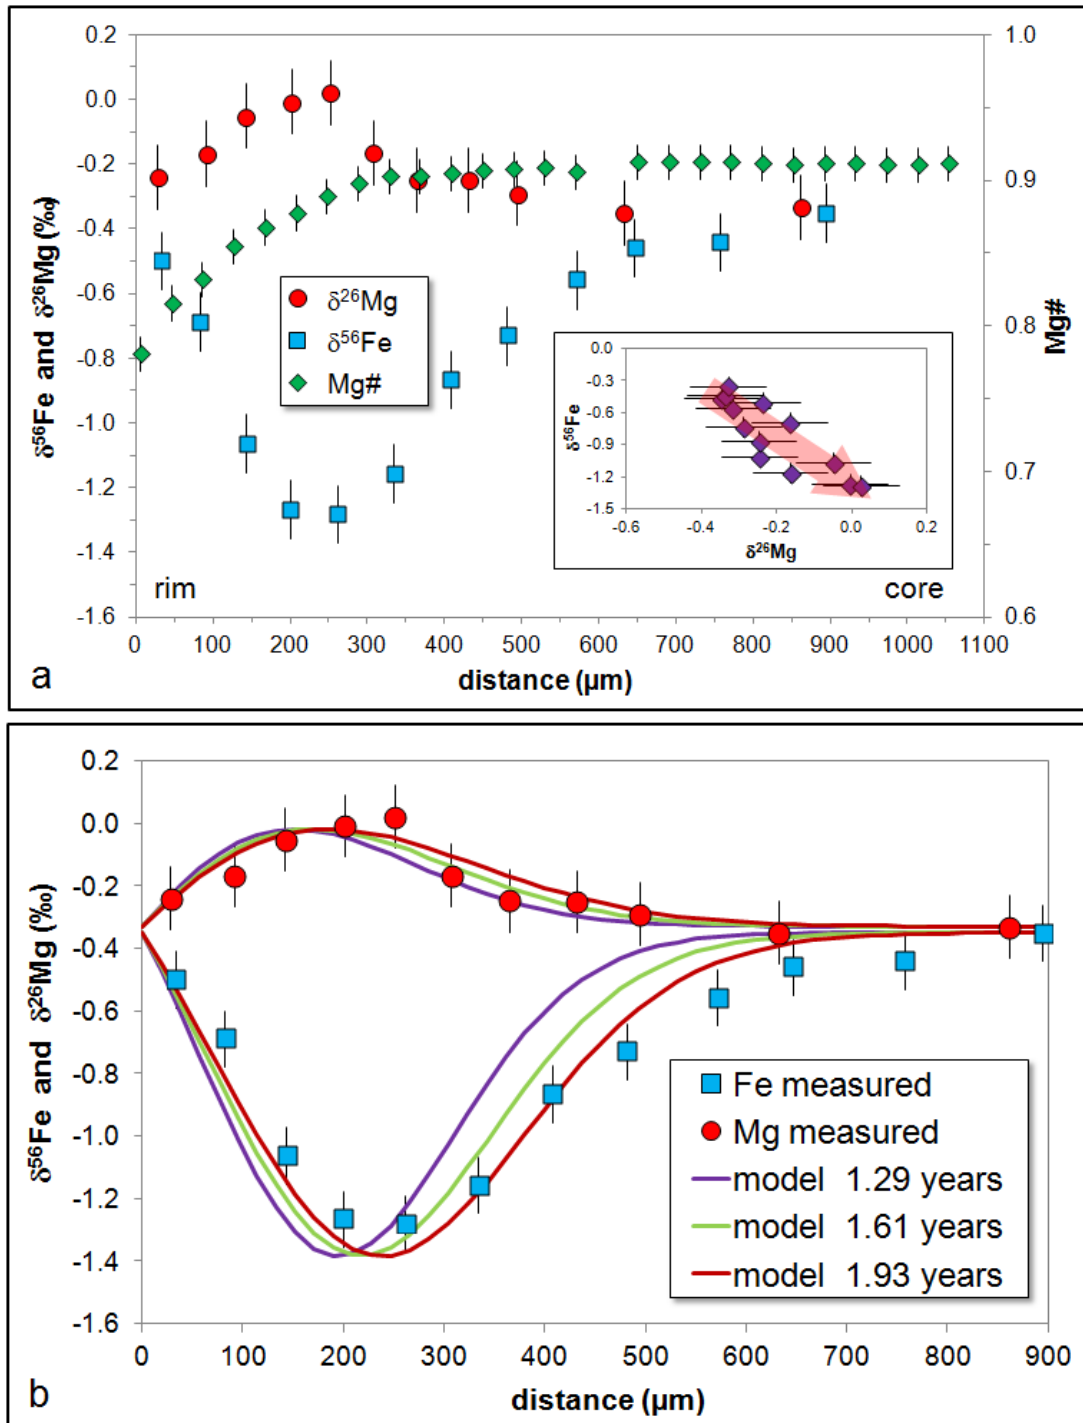 0.2
0.0
-0.2
-0.4
-0.6
-0.8
-1.0
-1.2
-1.4
-1.6
δ⁵⁶Fe and δ²⁶Mg (‰)
1.0
0.9
0.8
0.7
0.6
Mg#
δ²⁶Mg
δ⁵⁶Fe
Mg#
0.0
-0.3
-0.6
-0.9
-1.2
-1.5
δ⁵⁶Fe
-0.6 -0.4 -0.2 0.0 0.2
δ²⁶Mg
rim core
0 100 200 300 400 500 600 700 800 900 1000 1100
distance (µm)
a
0.2
0.0
-0.2
-0.4
-0.6
-0.8
-1.0
-1.2
-1.4
-1.6
δ⁵⁶Fe and δ²⁶Mg (‰)
Fe measured
Mg measured
model 1.29 years
model 1.61 years
model 1.93 years
0 100 200 300 400 500 600 700 800 900
distance (µm)
b